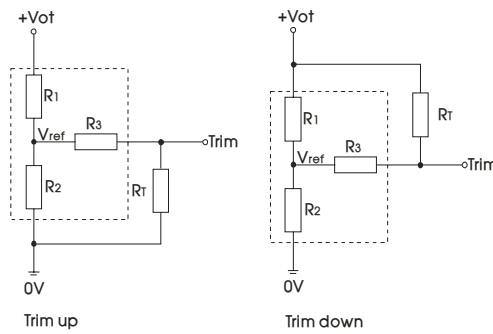 +Vot
R1
Vref
R3
Trim
R2
RT
0V
Trim up
+Vot
R1
RT
Vref
R3
Trim
R2
0V
Trim down